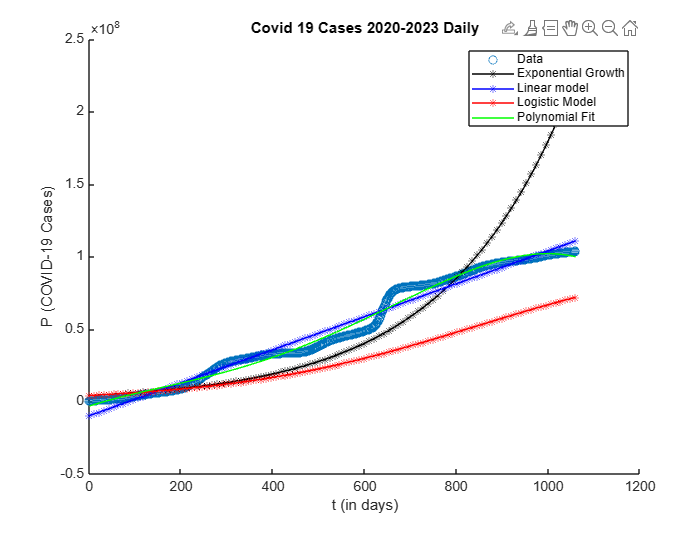 ×10⁸
Covid 19 Cases 2020-2023 Daily
2.5
2
1.5
1
0.5
0
-0.5
P (COVID-19 Cases)
Data
Exponential Growth
Linear model
Logistic Model
Polynomial Fit
0 200 400 600 800 1000 1200
t (in days)